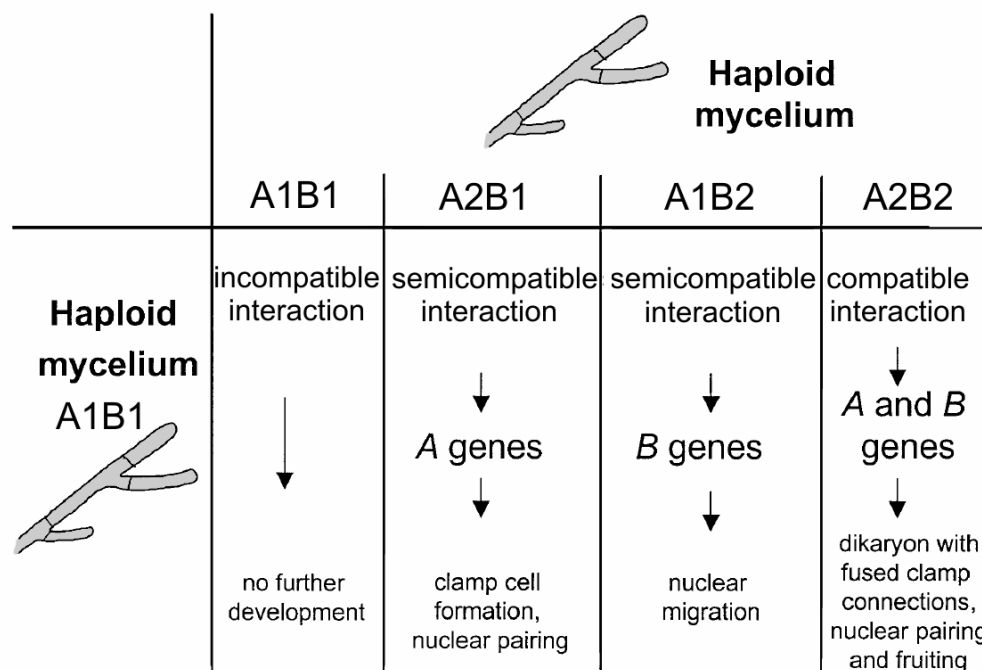 Haploid
mycelium
A1B1
A2B1
A1B2
A2B2
Haploid
mycelium
A1B1
incompatible
interaction
no further
development
semicompatible
interaction
A genes
clamp cell
formation,
nuclear pairing
semicompatible
interaction
B genes
nuclear
migration
compatible
interaction
A and B
genes
dikaryon with
fused clamp
connections,
nuclear pairing
and fruiting